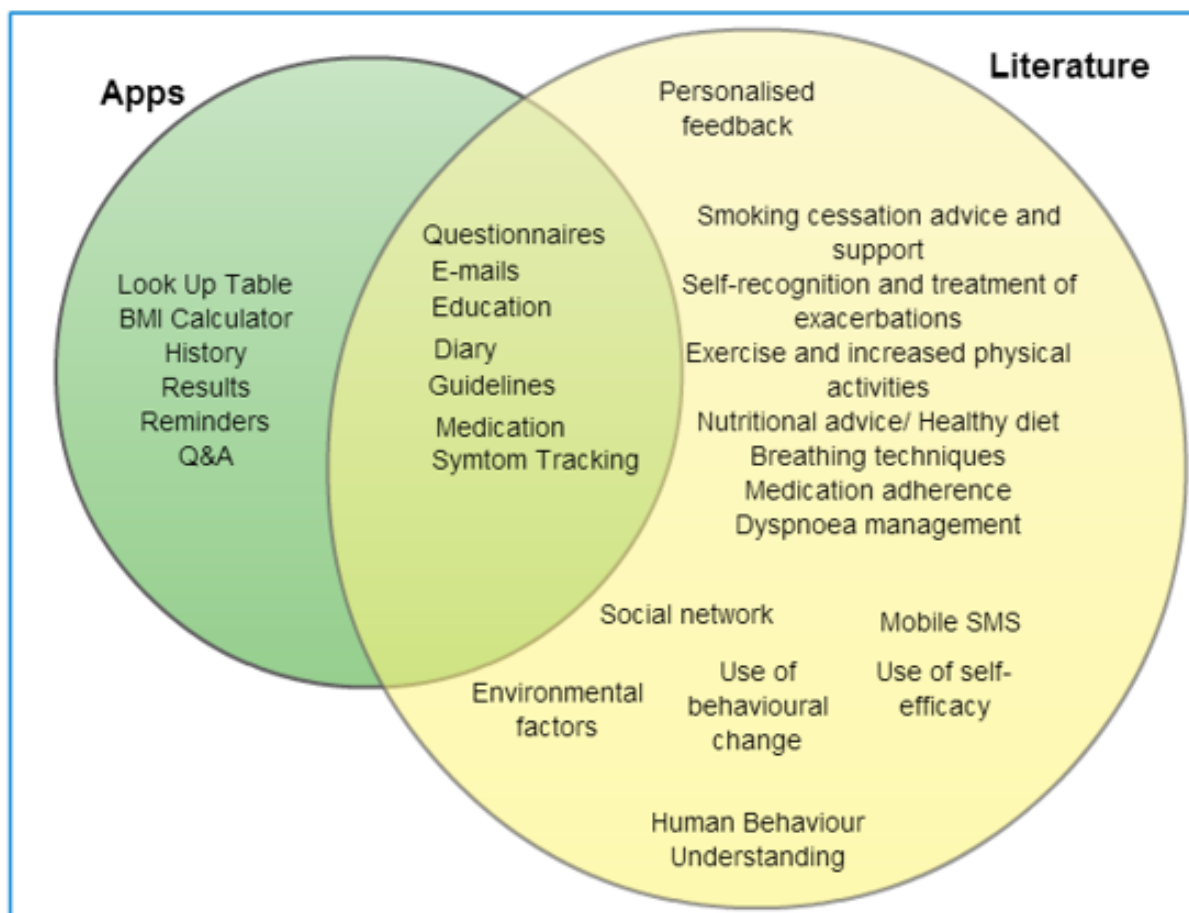 Apps
Literature
Personalised
feedback
Look Up Table
BMI Calculator
History
Results
Reminders
Q&A
Questionnaires
E-mails
Education
Diary
Guidelines
Medication
Symtom Tracking
Smoking cessation advice and
support
Self-recognition and treatment of
exacerbations
Exercise and increased physical
activities
Nutritional advice/ Healthy diet
Breathing techniques
Medication adherence
Dyspnoea management
Social network
Mobile SMS
Environmental
factors
Use of
behavioural
change
Use of self-
efficacy
Human Behaviour
Understanding